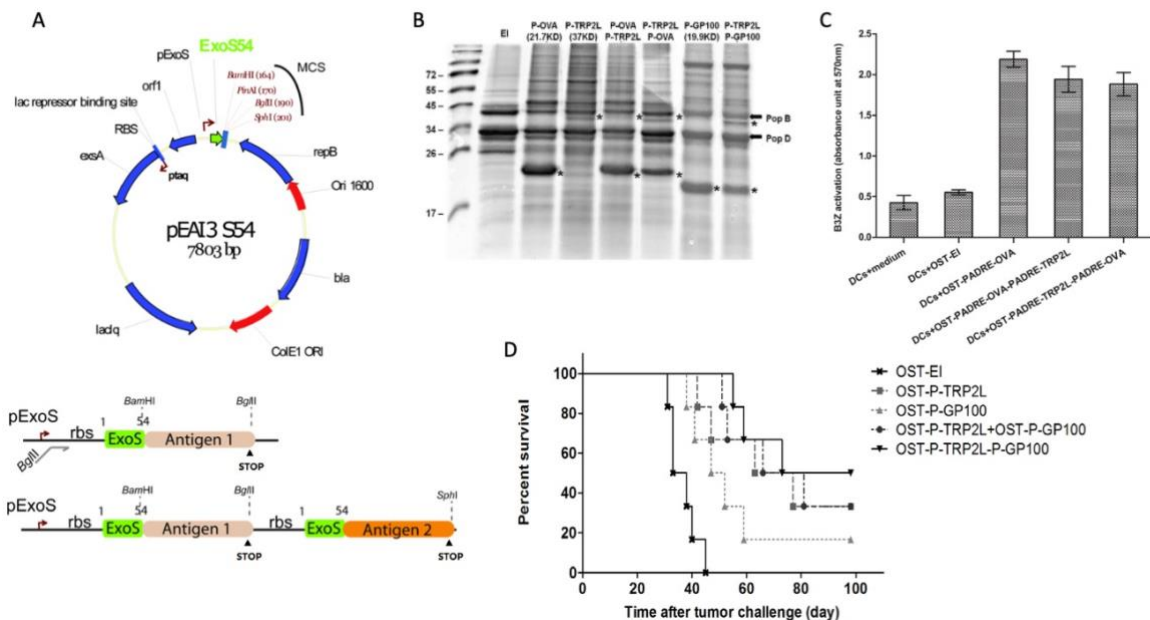 A
ExoS54
pExoS
MCS
BamHI (164)
PinAI (170)
BglII (190)
SphI (201)
orf1
lac repressor binding site
RBS
exsA
ptaq
repB
Ori 1600
pEAI3 S54
7803 bp
bla
lacIq
ColE1 ORI
pExoS
rbs
1
BamHI
54
BglII
ExoS
Antigen 1
BglII
STOP
pExoS
rbs
1
BamHI
54
BglII
rbs
1
54
SphI
ExoS
Antigen 1
ExoS
Antigen 2
STOP
STOP
B
EI
P-OVA
(21.7KD)
P-TRP2L
(37KD)
P-OVA
P-TRP2L
P-TRP2L
P-OVA
P-GP100
(19.9KD)
P-TRP2L
P-GP100
72
55
45
34
26
17
* * * *
Pop B
Pop D
* * * * *
C
B3Z activation (absorbance unit at 570nm)
2.5
2.0
1.5
1.0
0.5
0.0
DCs+medium
DCs+OST-EI
DCs+OST-PADRE-OVA
DCs+OST-PADRE-OVA-PADRE-TRP2L
DCs+OST-PADRE-TRP2L-PADRE-OVA
D
Percent survival
100
80
60
40
20
0
0 20 40 60 80 100
Time after tumor challenge (day)
OST-EI
OST-P-TRP2L
OST-P-GP100
OST-P-TRP2L+OST-P-GP100
OST-P-TRP2L-P-GP100